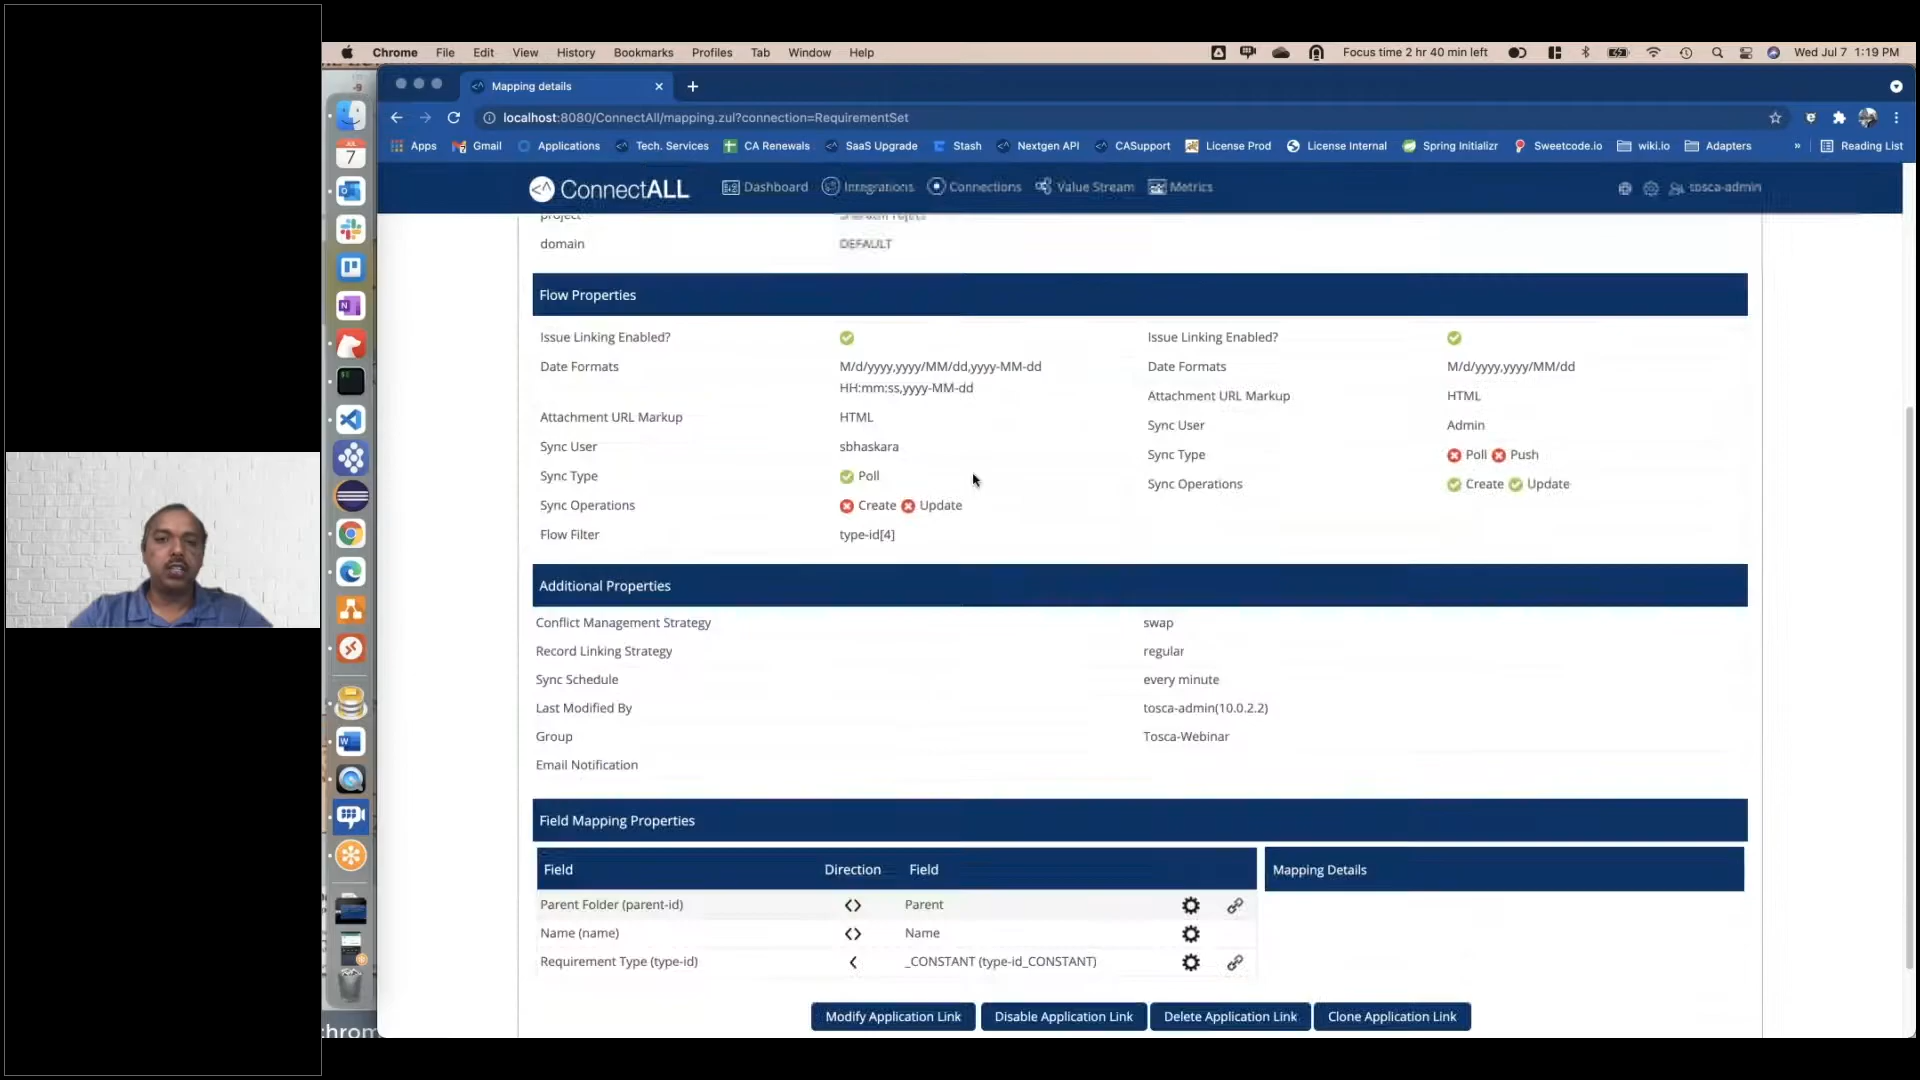 Chrome File Edit View History Bookmarks Profiles Tab Window Help Focus time 2 hr 40 min left Wed Jul 7 1:19 PM
Mapping details
localhost:8080/ConnectAll/mapping.zul?connection=RequirementSet
Apps Gmail Applications Tech. Services CA Renewals SaaS Upgrade Stash Nextgen API CASupport License Prod License Internal Spring Initializr Sweetcode.io wiki.io Adapters » Reading List
ConnectALL Dashboard Integrations Connections Value Stream Metrics tosca-admin
project
domain DEFAULT
Flow Properties
Issue Linking Enabled? Issue Linking Enabled?
Date Formats M/d/yyyy,yyyy/MM/dd,yyyy-MM-dd Date Formats M/d/yyyy,yyyy/MM/dd
HH:mm:ss,yyyy-MM-dd
Attachment URL Markup HTML
Attachment URL Markup HTML
Sync User Admin
Sync User sbhaskara
Sync Type Poll Push
Sync Type Poll
Sync Operations Create Update
Sync Operations Create Update
Flow Filter type-id[4]
Additional Properties
Conflict Management Strategy swap
Record Linking Strategy regular
Sync Schedule every minute
Last Modified By tosca-admin(10.0.2.2)
Group Tosca-Webinar
Email Notification
Field Mapping Properties
Field Direction Field Mapping Details
Parent Folder (parent-id) <> Parent
Name (name) <> Name
Requirement Type (type-id) < _CONSTANT (type-id_CONSTANT)
Modify Application Link Disable Application Link Delete Application Link Clone Application Link